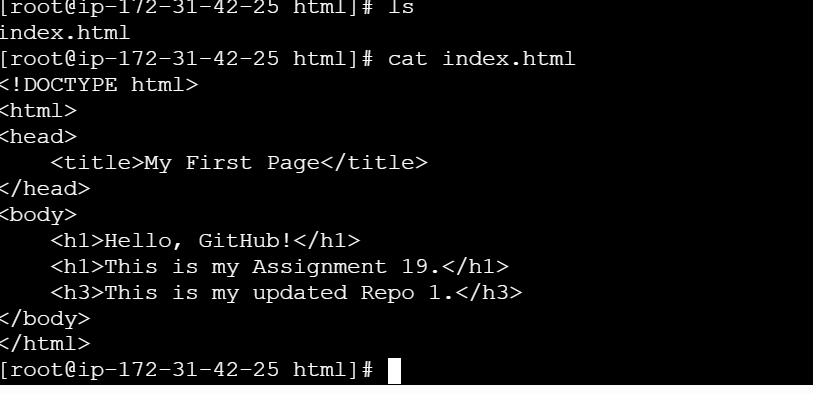 [root@ip-172-31-42-25 html]# ls
index.html
[root@ip-172-31-42-25 html]# cat index.html
<!DOCTYPE html>
<html>
<head>
    <title>My First Page</title>
</head>
<body>
    <h1>Hello, GitHub!</h1>
    <h1>This is my Assignment 19.</h1>
    <h3>This is my updated Repo 1.</h3>
</body>
</html>
[root@ip-172-31-42-25 html]#